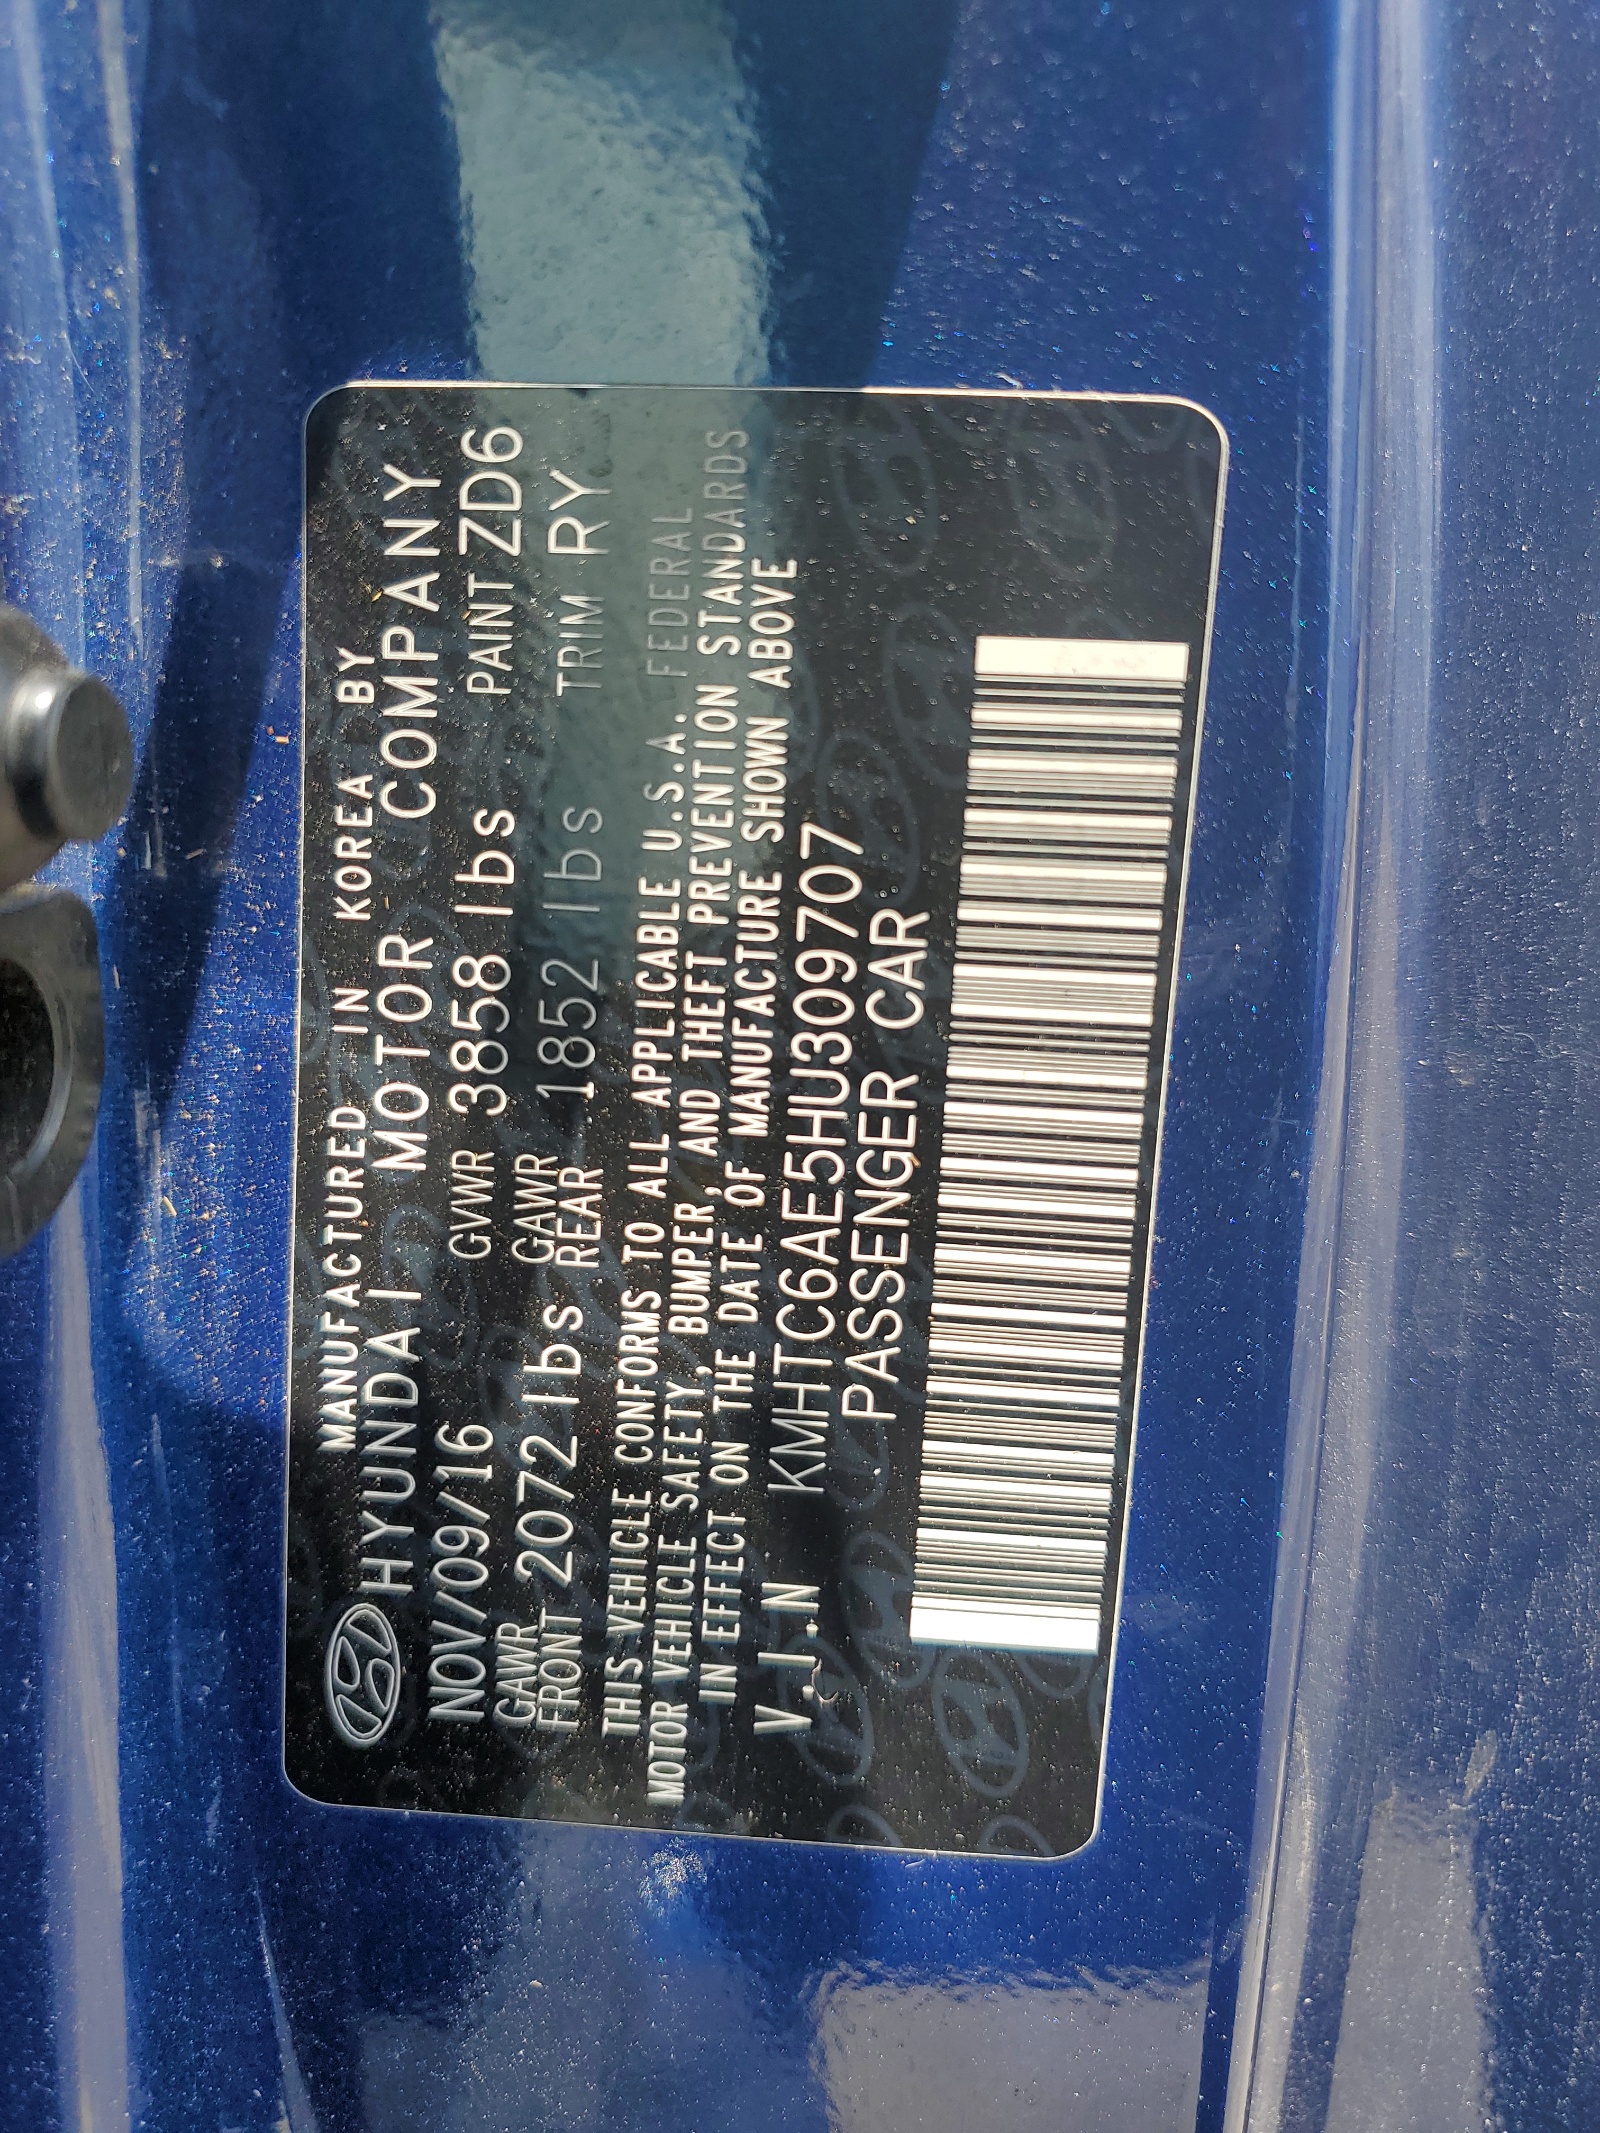 MANUFACTURED IN KOREA BY
HYUNDAI MOTOR COMPANY
NOV/09/16 GVWR 3858 lbs PAINT ZD6
GAWR FRONT 2072 lbs GAWR REAR 1852 lbs TRIM RY
THIS VEHICLE CONFORMS TO ALL APPLICABLE U.S.A. FEDERAL
MOTOR VEHICLE SAFETY, BUMPER, AND THEFT PREVENTION STANDARDS
IN EFFECT ON THE DATE OF MANUFACTURE SHOWN ABOVE
V.I.N KMHTC6AE5HU309707
PASSENGER CAR